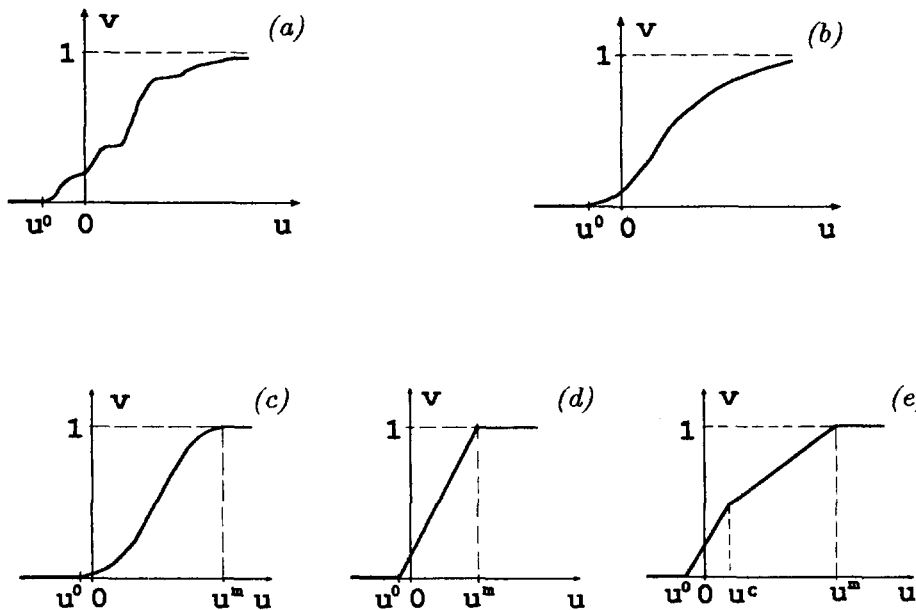 v (a)
1
u⁰ 0 u
v (b)
1
u⁰ 0 u
v (c)
1
u⁰ 0 uᵐ u
v (d)
1
u⁰ 0 uᵐ u
v (e)
1
u⁰ 0 uᶜ uᵐ u